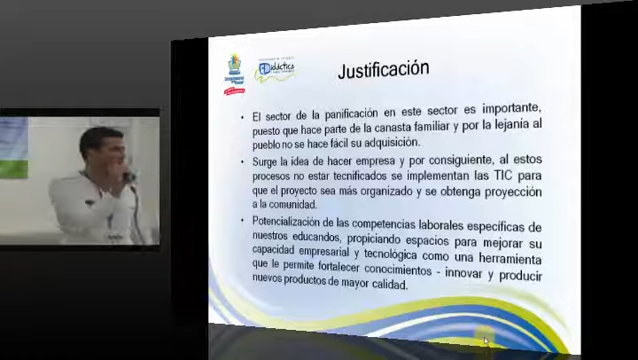 Didáctica
Justificación
• El sector de la panificación en este sector es importante,
puesto que hace parte de la canasta familiar y por la lejanía al
pueblo no se hace fácil su adquisición.
• Surge la idea de hacer empresa y por consiguiente, al estos
procesos no estar tecnificados se implementan las TIC para
que el proyecto sea más organizado y se obtenga proyección
a la comunidad.
• Potencialización de las competencias laborales específicas de
nuestros educandos, propiciando espacios para mejorar su
capacidad empresarial y tecnológica como una herramienta
que le permite fortalecer conocimientos - innovar y producir
nuevos productos de mayor calidad.